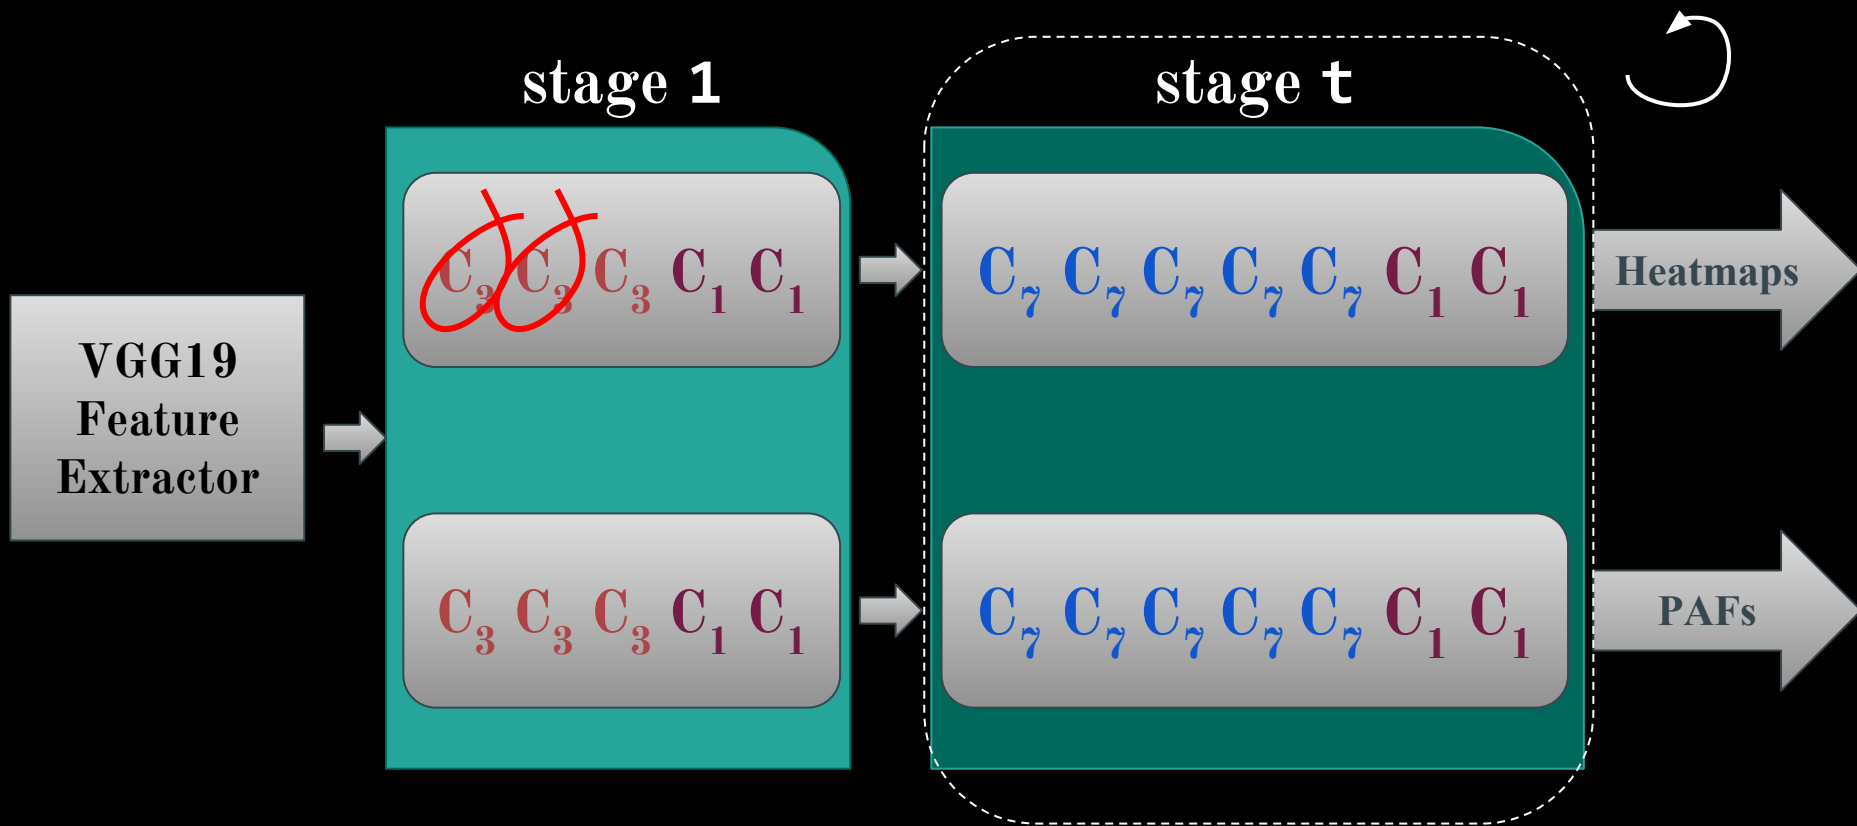 stage 1
stage t
VGG19
Feature
Extractor
C3 C3 C3 C1 C1
C7 C7 C7 C7 C7 C1 C1
Heatmaps
C3 C3 C3 C1 C1
C7 C7 C7 C7 C7 C1 C1
PAFs